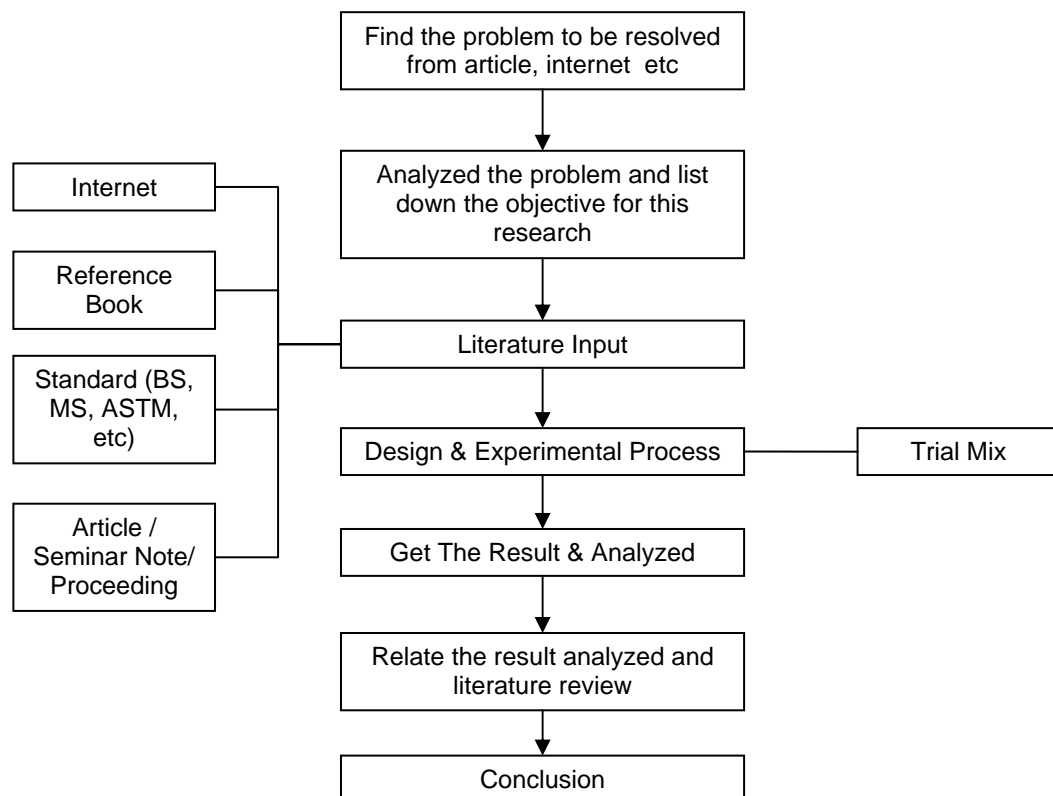 Find the problem to be resolved
from article, internet etc
Analyzed the problem and list
down the objective for this
research
Internet
Reference
Book
Literature Input
Standard (BS,
MS, ASTM,
etc)
Design & Experimental Process
Trial Mix
Article /
Seminar Note/
Proceeding
Get The Result & Analyzed
Relate the result analyzed and
literature review
Conclusion